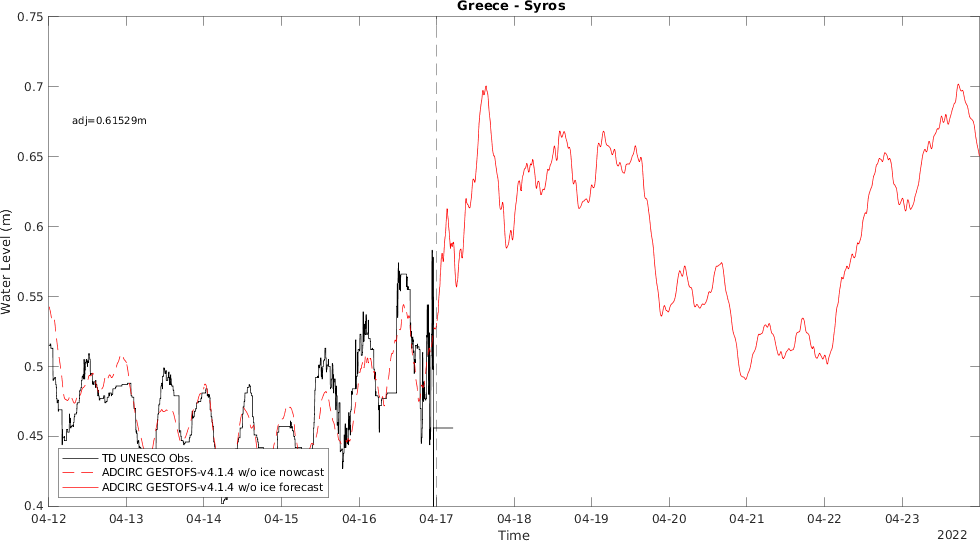 Greece - Syros
0.75
0.7
0.65
0.6
0.55
0.5
0.45
0.4
Water Level (m)
adj=0.61529m
TD UNESCO Obs.
ADCIRC GESTOFS-v4.1.4 w/o ice nowcast
ADCIRC GESTOFS-v4.1.4 w/o ice forecast
04-12 04-13 04-14 04-15 04-16 04-17 04-18 04-19 04-20 04-21 04-22 04-23
Time
2022